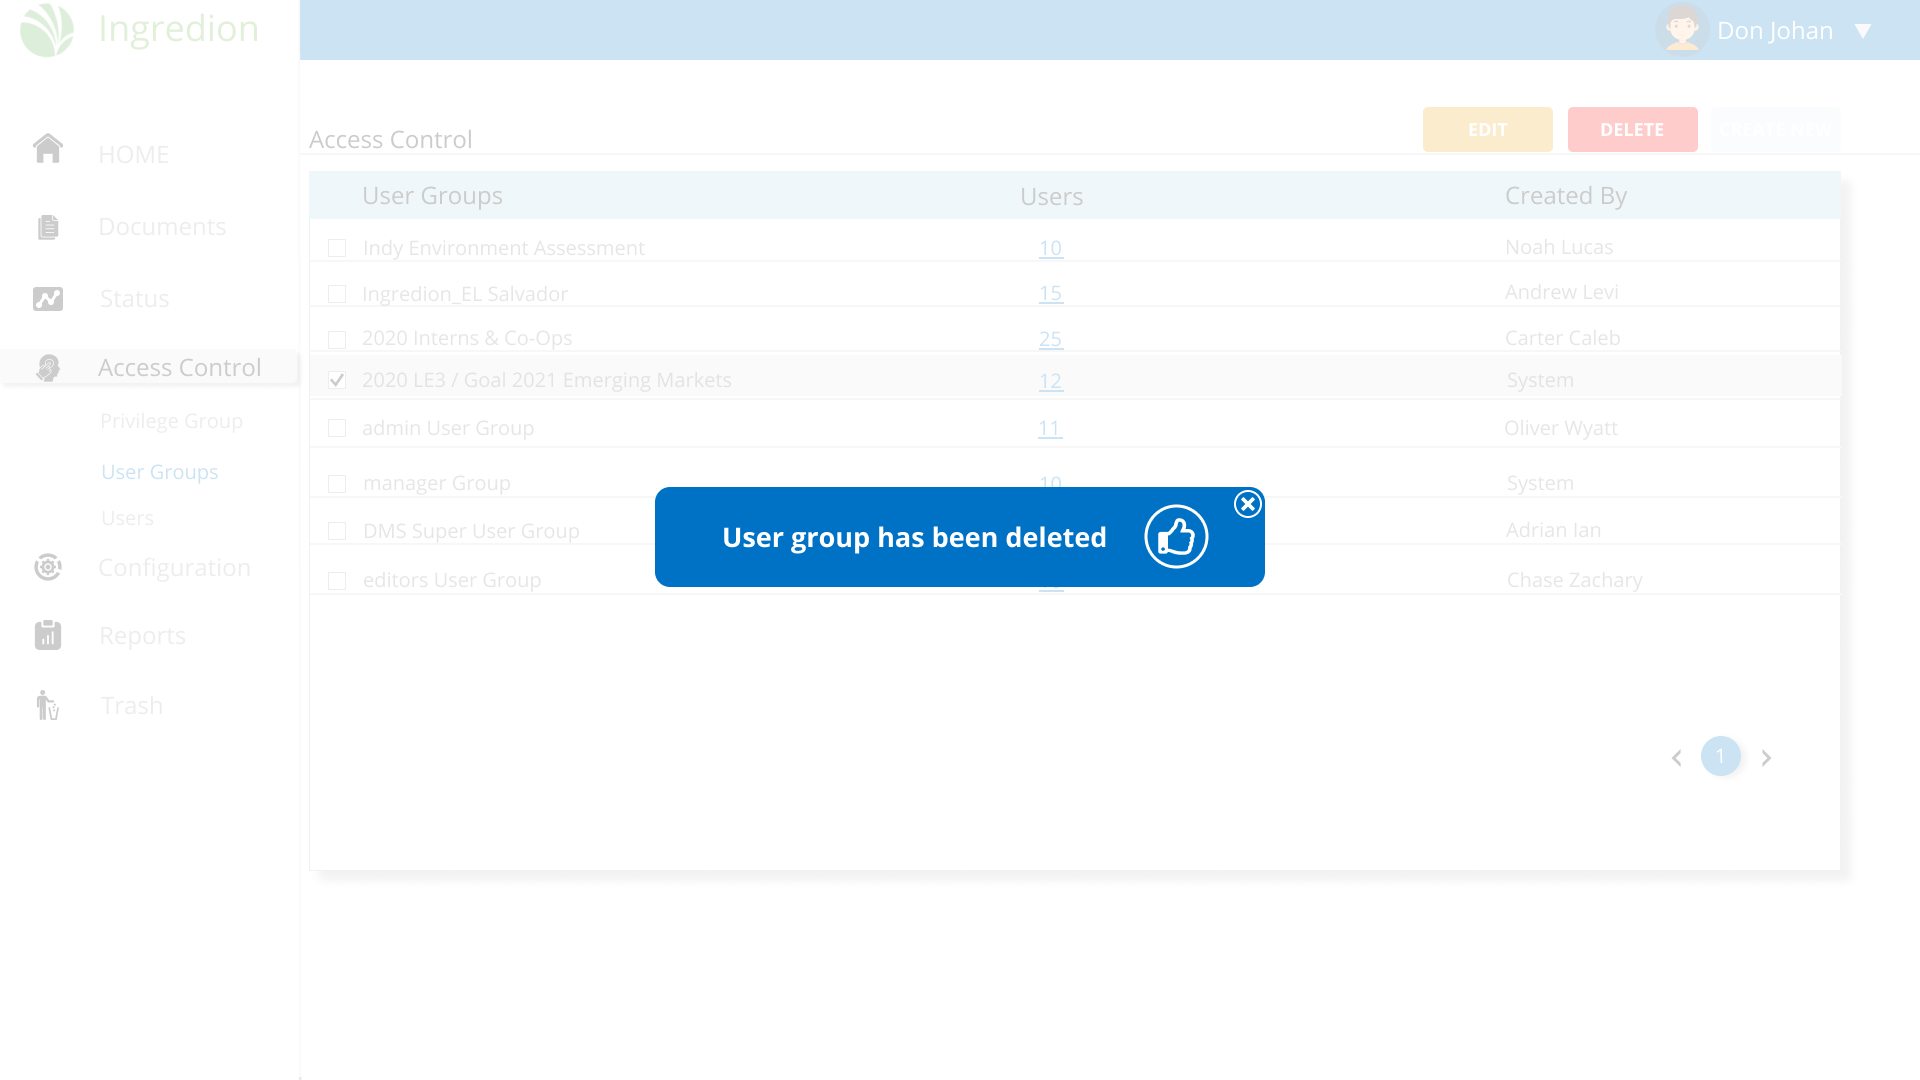 Ingredion
Don Johan ▼
HOME
Documents
Status
Access Control
Privilege Group
User Groups
Users
Configuration
Reports
Trash
Access Control
EDIT
DELETE
CREATE NEW
User Groups Users Created By
Indy Environment Assessment 10 Noah Lucas
Ingredion_EL Salvador 15 Andrew Levi
2020 Interns & Co-Ops 25 Carter Caleb
2020 LE3 / Goal 2021 Emerging Markets 12 System
admin User Group 11 Oliver Wyatt
manager Group 10 System
DMS Super User Group Adrian Ian
editors User Group Chase Zachary
User group has been deleted
1